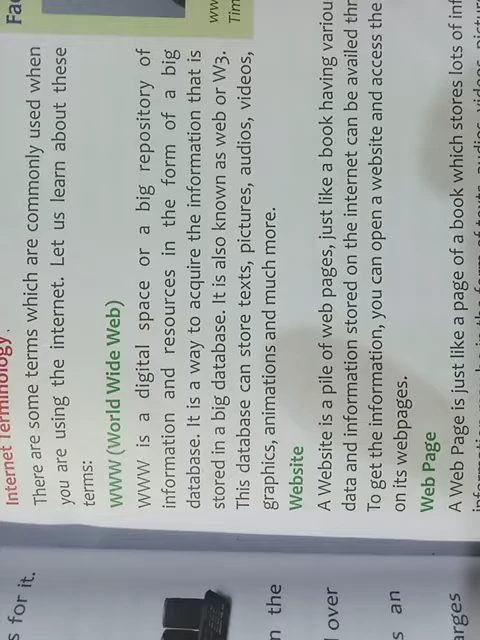 Fac
ww
Tim
Internet Terminology
There are some terms which are commonly used when
you are using the internet. Let us learn about these
terms:
WWW (World Wide Web)
WWW is a digital space or a big repository of
information and resources in the form of a big
database. It is a way to acquire the information that is
stored in a big database. It is also known as web or W3.
This database can store texts, pictures, audios, videos,
graphics, animations and much more.
Website
A Website is a pile of web pages, just like a book having variou
data and information stored on the internet can be availed thr
To get the information, you can open a website and access the
on its webpages.
Web Page
A Web Page is just like a page of a book which stores lots of inf
s for it.
n the
over
s an
arges